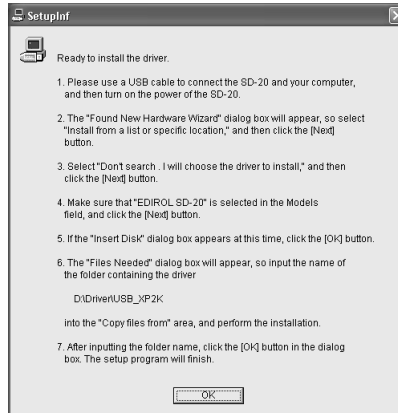 SetupInf
Ready to install the driver.
1. Please use a USB cable to connect the SD-20 and your computer,
and then turn on the power of the SD-20.
2. The "Found New Hardware Wizard" dialog box will appear, so select
"Install from a list or specific location," and then click the [Next]
button.
3. Select "Don't search . I will choose the driver to install," and then
click the [Next] button.
4. Make sure that "EDIROL SD-20" is selected in the Models
field, and click the [Next] button.
5. If the "Insert Disk" dialog box appears at this time, click the [OK] button.
6. The "Files Needed" dialog box will appear, so input the name of
the folder containing the driver
D:\Driver\USB_XP2K
into the "Copy files from" area, and perform the installation.
7. After inputting the folder name, click the [OK] button in the dialog
box. The setup program will finish.
OK